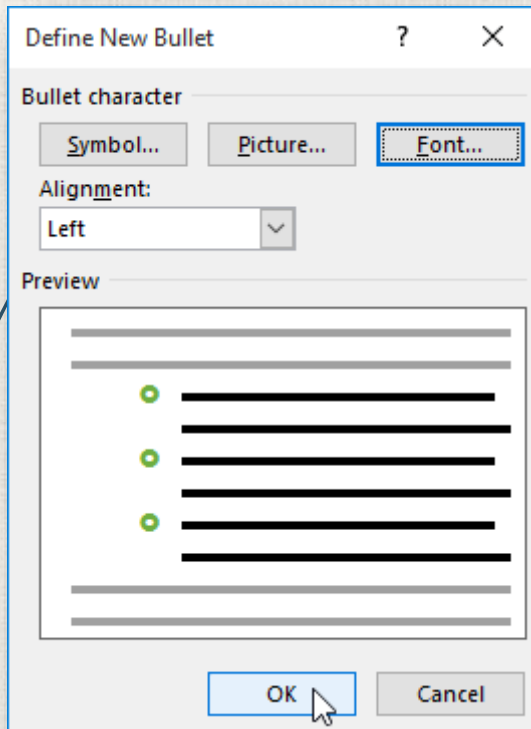 Define New Bullet ? X
Bullet character
Symbol... Picture... Font...
Alignment:
Left
Preview
OK Cancel